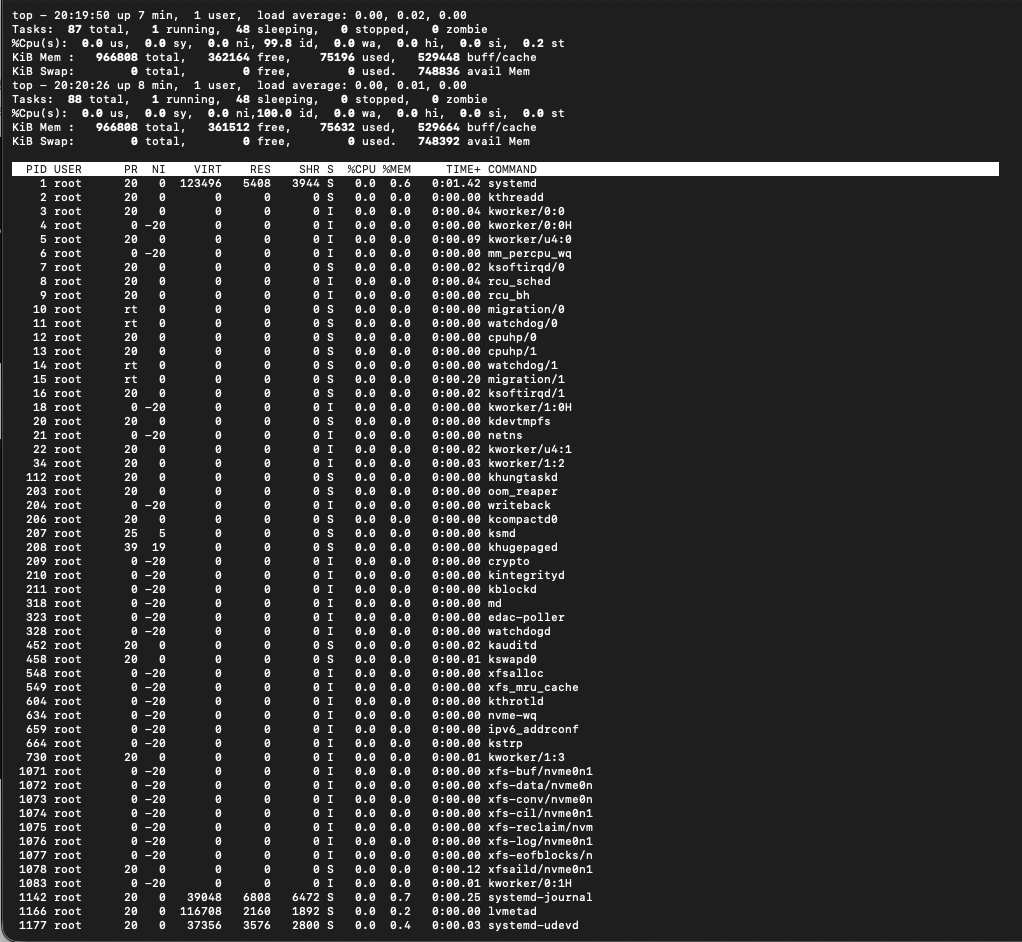 top - 20:19:50 up 7 min,  1 user,  load average: 0.00, 0.02, 0.00
Tasks:  87 total,   1 running,  48 sleeping,   0 stopped,   0 zombie
%Cpu(s):  0.0 us,  0.0 sy,  0.0 ni, 99.8 id,  0.0 wa,  0.0 hi,  0.0 si,  0.2 st
KiB Mem :   966808 total,   362164 free,    75196 used,   529448 buff/cache
KiB Swap:        0 total,        0 free,        0 used.   748836 avail Mem
top - 20:20:26 up 8 min,  1 user,  load average: 0.00, 0.01, 0.00
Tasks:  88 total,   1 running,  48 sleeping,   0 stopped,   0 zombie
%Cpu(s):  0.0 us,  0.0 sy,  0.0 ni,100.0 id,  0.0 wa,  0.0 hi,  0.0 si,  0.0 st
KiB Mem :   966808 total,   361512 free,    75632 used,   529664 buff/cache
KiB Swap:        0 total,        0 free,        0 used.   748392 avail Mem
  PID USER      PR  NI    VIRT    RES    SHR S  %CPU %MEM     TIME+ COMMAND
    1 root      20   0  123496   5408   3944 S   0.0  0.6   0:01.42 systemd
    2 root      20   0       0      0      0 S   0.0  0.0   0:00.00 kthreadd
    3 root      20   0       0      0      0 I   0.0  0.0   0:00.04 kworker/0:0
    4 root       0 -20       0      0      0 I   0.0  0.0   0:00.00 kworker/0:0H
    5 root      20   0       0      0      0 I   0.0  0.0   0:00.09 kworker/u4:0
    6 root       0 -20       0      0      0 I   0.0  0.0   0:00.00 mm_percpu_wq
    7 root      20   0       0      0      0 S   0.0  0.0   0:00.02 ksoftirqd/0
    8 root      20   0       0      0      0 I   0.0  0.0   0:00.04 rcu_sched
    9 root      20   0       0      0      0 I   0.0  0.0   0:00.00 rcu_bh
   10 root      rt   0       0      0      0 S   0.0  0.0   0:00.00 migration/0
   11 root      rt   0       0      0      0 S   0.0  0.0   0:00.00 watchdog/0
   12 root      20   0       0      0      0 S   0.0  0.0   0:00.00 cpuhp/0
   13 root      20   0       0      0      0 S   0.0  0.0   0:00.00 cpuhp/1
   14 root      rt   0       0      0      0 S   0.0  0.0   0:00.00 watchdog/1
   15 root      rt   0       0      0      0 S   0.0  0.0   0:00.20 migration/1
   16 root      20   0       0      0      0 S   0.0  0.0   0:00.02 ksoftirqd/1
   18 root       0 -20       0      0      0 I   0.0  0.0   0:00.00 kworker/1:0H
   20 root      20   0       0      0      0 S   0.0  0.0   0:00.00 kdevtmpfs
   21 root       0 -20       0      0      0 I   0.0  0.0   0:00.00 netns
   22 root      20   0       0      0      0 I   0.0  0.0   0:00.02 kworker/u4:1
   34 root      20   0       0      0      0 I   0.0  0.0   0:00.03 kworker/1:2
  112 root      20   0       0      0      0 S   0.0  0.0   0:00.00 khungtaskd
  203 root      20   0       0      0      0 S   0.0  0.0   0:00.00 oom_reaper
  204 root       0 -20       0      0      0 I   0.0  0.0   0:00.00 writeback
  206 root      20   0       0      0      0 S   0.0  0.0   0:00.00 kcompactd0
  207 root      25   5       0      0      0 S   0.0  0.0   0:00.00 ksmd
  208 root      39  19       0      0      0 S   0.0  0.0   0:00.00 khugepaged
  209 root       0 -20       0      0      0 I   0.0  0.0   0:00.00 crypto
  210 root       0 -20       0      0      0 I   0.0  0.0   0:00.00 kintegrityd
  211 root       0 -20       0      0      0 I   0.0  0.0   0:00.00 kblockd
  318 root       0 -20       0      0      0 I   0.0  0.0   0:00.00 md
  323 root       0 -20       0      0      0 I   0.0  0.0   0:00.00 edac-poller
  328 root       0 -20       0      0      0 I   0.0  0.0   0:00.00 watchdogd
  452 root      20   0       0      0      0 S   0.0  0.0   0:00.02 kauditd
  458 root      20   0       0      0      0 S   0.0  0.0   0:00.01 kswapd0
  548 root       0 -20       0      0      0 I   0.0  0.0   0:00.00 xfsalloc
  549 root       0 -20       0      0      0 I   0.0  0.0   0:00.00 xfs_mru_cache
  604 root       0 -20       0      0      0 I   0.0  0.0   0:00.00 kthrotld
  634 root       0 -20       0      0      0 I   0.0  0.0   0:00.00 nvme-wq
  659 root       0 -20       0      0      0 I   0.0  0.0   0:00.00 ipv6_addrconf
  664 root       0 -20       0      0      0 I   0.0  0.0   0:00.00 kstrp
  730 root      20   0       0      0      0 I   0.0  0.0   0:00.01 kworker/1:3
 1071 root       0 -20       0      0      0 I   0.0  0.0   0:00.00 xfs-buf/nvme0n1
 1072 root       0 -20       0      0      0 I   0.0  0.0   0:00.00 xfs-data/nvme0n
 1073 root       0 -20       0      0      0 I   0.0  0.0   0:00.00 xfs-conv/nvme0n
 1074 root       0 -20       0      0      0 I   0.0  0.0   0:00.00 xfs-cil/nvme0n1
 1075 root       0 -20       0      0      0 I   0.0  0.0   0:00.00 xfs-reclaim/nvm
 1076 root       0 -20       0      0      0 I   0.0  0.0   0:00.00 xfs-log/nvme0n1
 1077 root       0 -20       0      0      0 I   0.0  0.0   0:00.00 xfs-eofblocks/n
 1078 root      20   0       0      0      0 S   0.0  0.0   0:00.12 xfsaild/nvme0n1
 1083 root       0 -20       0      0      0 I   0.0  0.0   0:00.01 kworker/0:1H
 1142 root      20   0   39048   6808   6472 S   0.0  0.7   0:00.25 systemd-journal
 1166 root      20   0  116708   2160   1892 S   0.0  0.2   0:00.00 lvmetad
 1177 root      20   0   37356   3576   2800 S   0.0  0.4   0:00.03 systemd-udevd